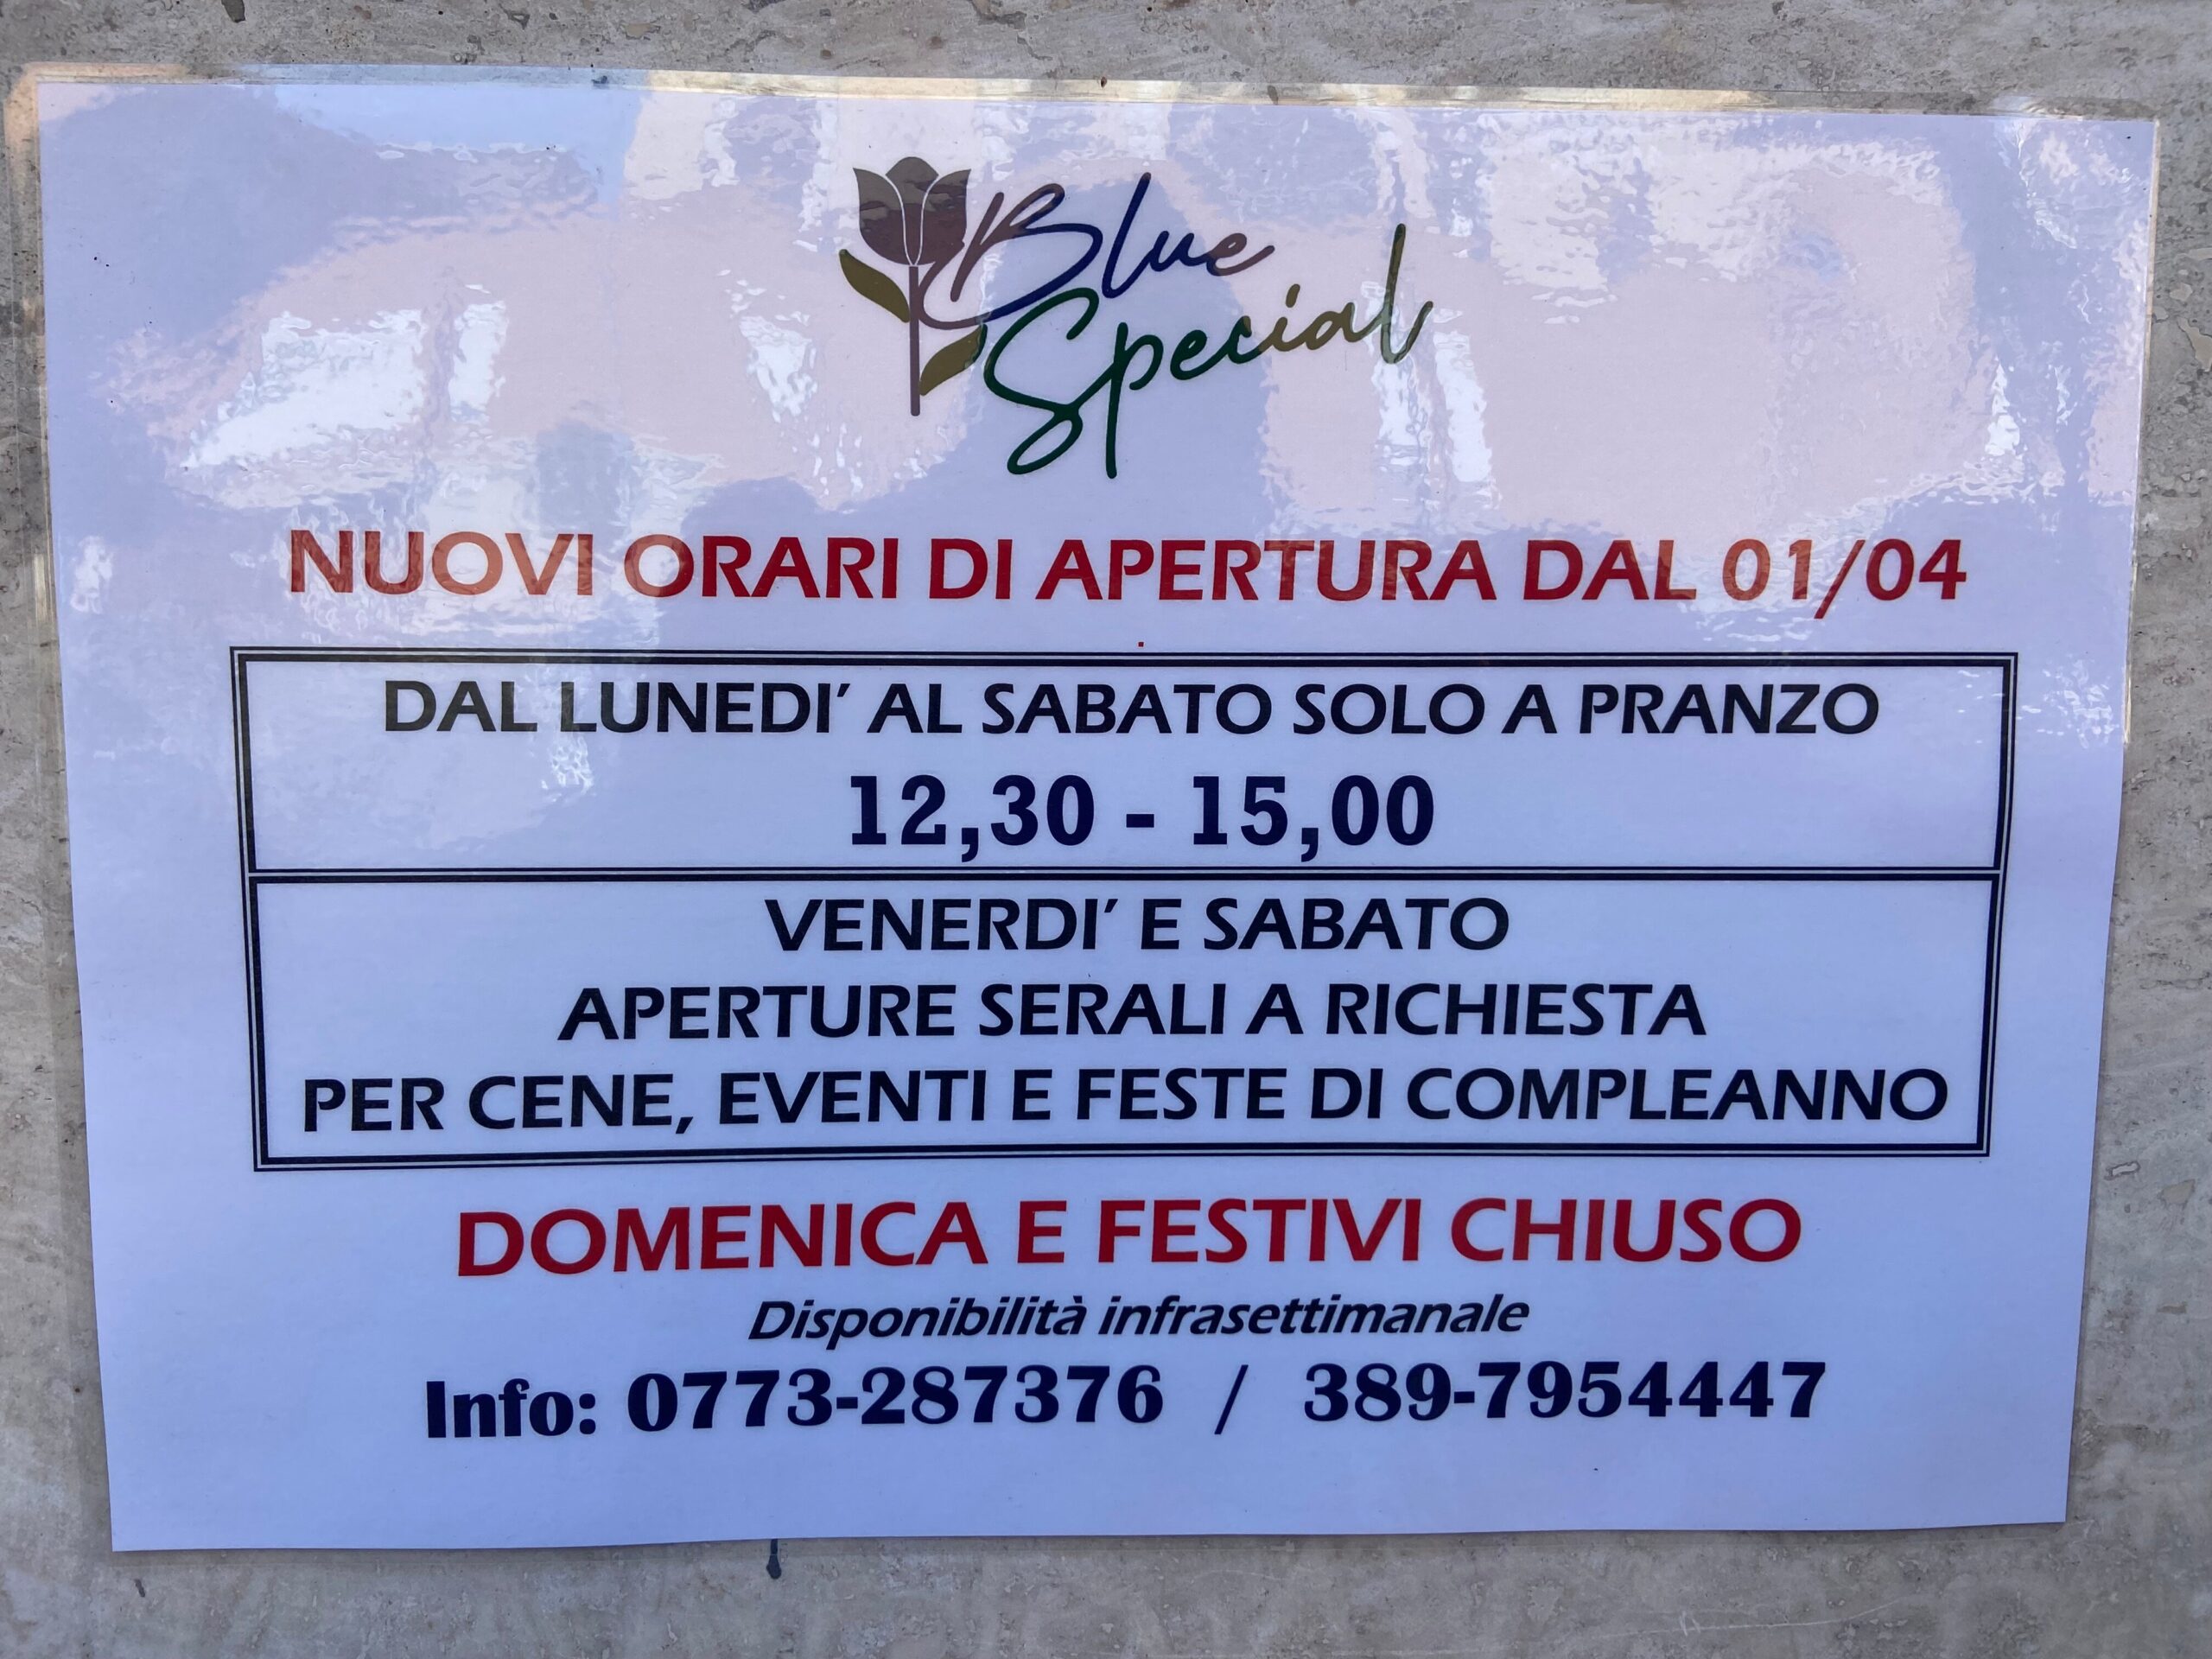 Blue
Special
NUOVI ORARI DI APERTURA DAL 01/04
DAL LUNEDI' AL SABATO SOLO A PRANZO
12,30 - 15,00
VENERDI' E SABATO
APERTURE SERALI A RICHIESTA
PER CENE, EVENTI E FESTE DI COMPLEANNO
DOMENICA E FESTIVI CHIUSO
Disponibilità infrasettimanale
Info: 0773-287376 / 389-7954447